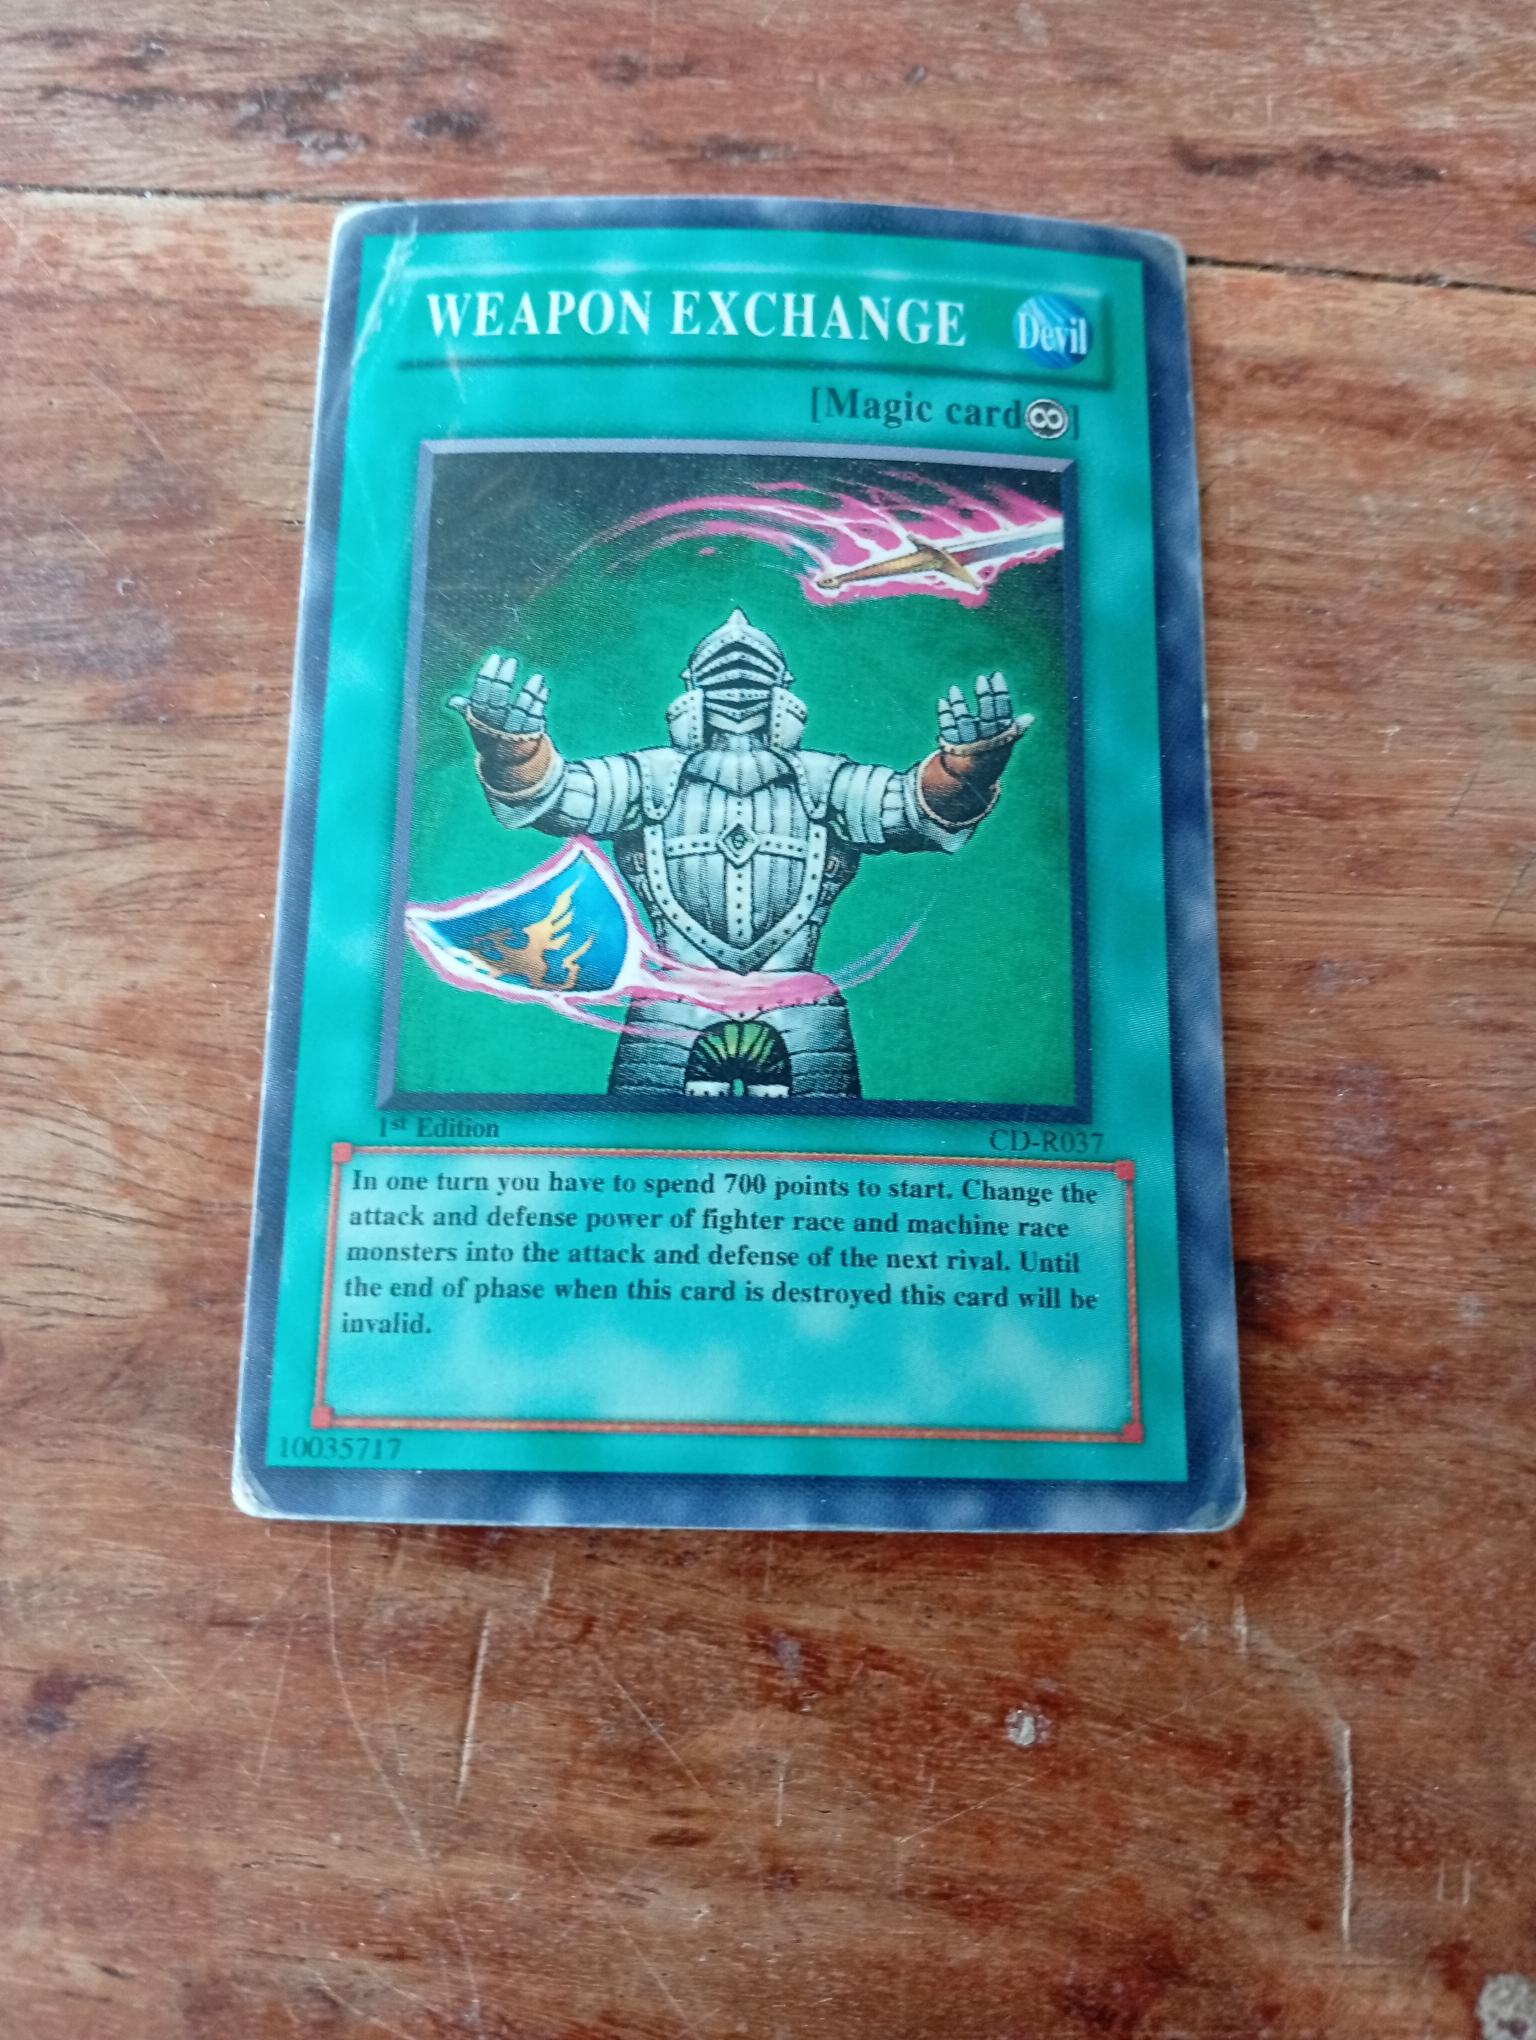 WEAPON EXCHANGE
Devil
[Magic card∞]
1st Edition
CD-R037
In one turn you have to spend 700 points to start. Change the
attack and defense power of fighter race and machine race
monsters into the attack and defense of the next rival. Until
the end of phase when this card is destroyed this card will be
invalid.
10035717